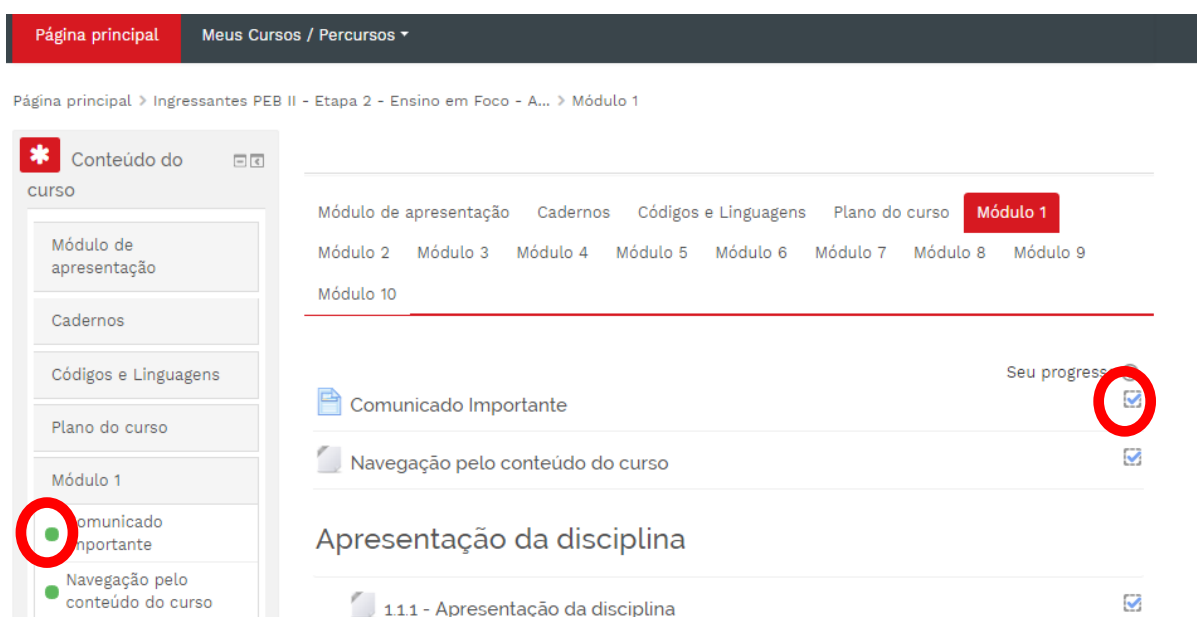 Página principal Meus Cursos / Percursos
Página principal > Ingressantes PEB II - Etapa 2 - Ensino em Foco - A... > Módulo 1
Conteúdo do
curso
Módulo de
apresentação
Cadernos
Códigos e Linguagens
Plano do curso
Módulo 1
Comunicado
Importante
Navegação pelo
conteúdo do curso
Módulo de apresentação Cadernos Códigos e Linguagens Plano do curso Módulo 1
Módulo 2 Módulo 3 Módulo 4 Módulo 5 Módulo 6 Módulo 7 Módulo 8 Módulo 9
Módulo 10
Seu progresso
Comunicado Importante
Navegação pelo conteúdo do curso
Apresentação da disciplina
1.1.1 - Apresentação da disciplina